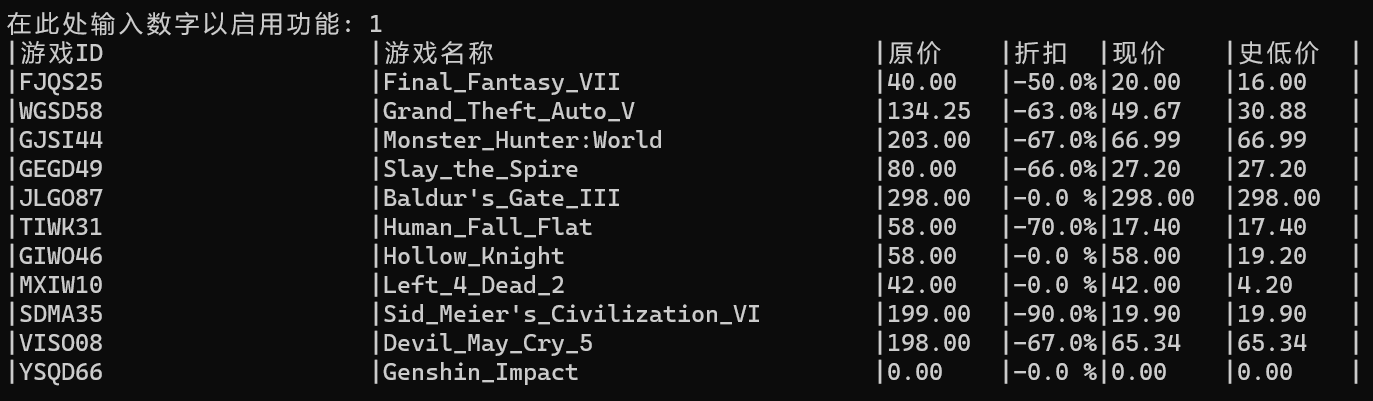 在此处输入数字以启用功能: 1
|游戏ID |游戏名称 |原价 |折扣 |现价 |史低价 |
|FJQS25 |Final_Fantasy_VII |40.00 |-50.0%|20.00 |16.00 |
|WGSD58 |Grand_Theft_Auto_V |134.25 |-63.0%|49.67 |30.88 |
|GJSI44 |Monster_Hunter:World |203.00 |-67.0%|66.99 |66.99 |
|GEGD49 |Slay_the_Spire |80.00 |-66.0%|27.20 |27.20 |
|JLGO87 |Baldur's_Gate_III |298.00 |-0.0 %|298.00 |298.00 |
|TIWK31 |Human_Fall_Flat |58.00 |-70.0%|17.40 |17.40 |
|GIWO46 |Hollow_Knight |58.00 |-0.0 %|58.00 |19.20 |
|MXIW10 |Left_4_Dead_2 |42.00 |-0.0 %|42.00 |4.20 |
|SDMA35 |Sid_Meier's_Civilization_VI |199.00 |-90.0%|19.90 |19.90 |
|VISO08 |Devil_May_Cry_5 |198.00 |-67.0%|65.34 |65.34 |
|YSQD66 |Genshin_Impact |0.00 |-0.0 %|0.00 |0.00 |